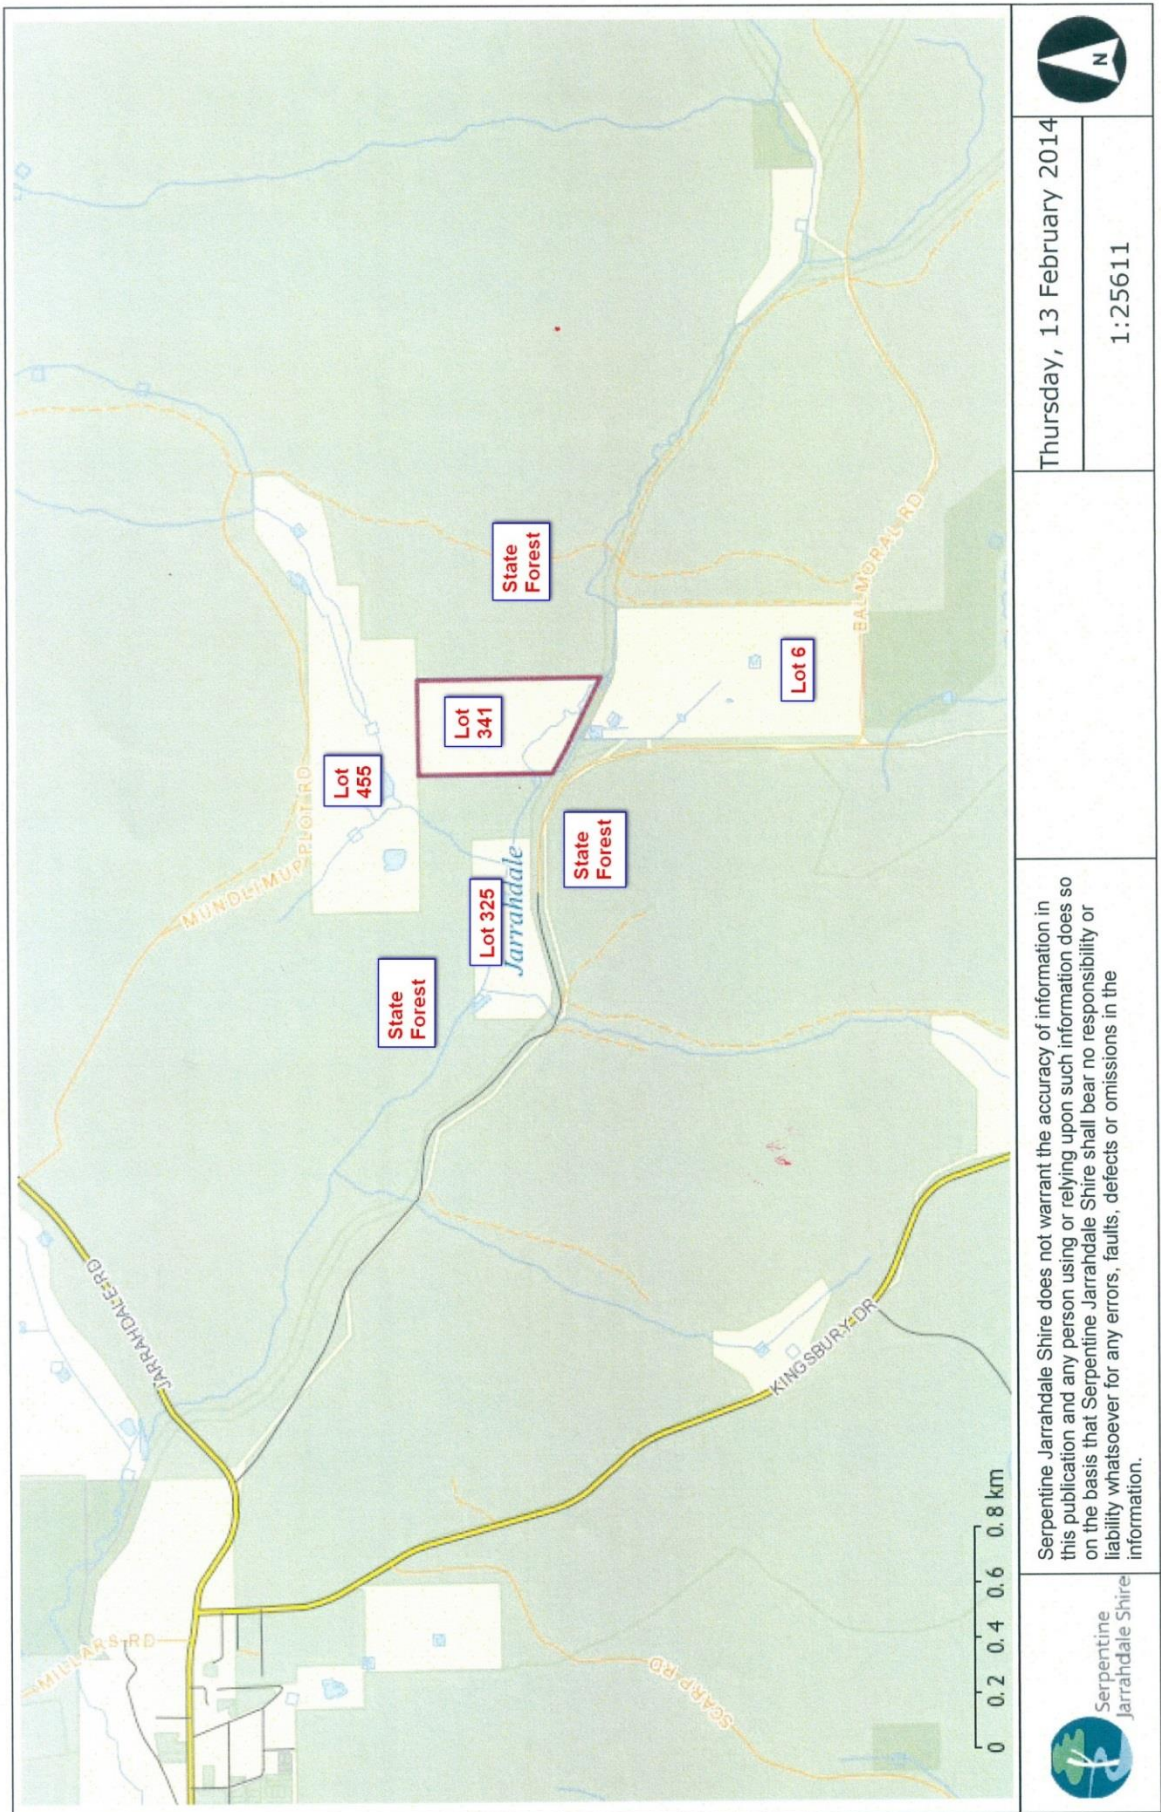 MILLARS RD
JARRAHDALE RD
MUNDLIMUP PLOT RD
Lot
455
State
Forest
Lot
341
State
Forest
Lot 325
Jarrahdale
State
Forest
Lot 6
BALMORAL RD
KINGSBURY DR
SCARP RD
0 0.2 0.4 0.6 0.8 km
Serpentine
Jarrahdale Shire
Serpentine Jarrahdale Shire does not warrant the accuracy of information in
this publication and any person using or relying upon such information does so
on the basis that Serpentine Jarrahdale Shire shall bear no responsibility or
liability whatsoever for any errors, faults, defects or omissions in the
information.
Thursday, 13 February 2014
1:25611
N